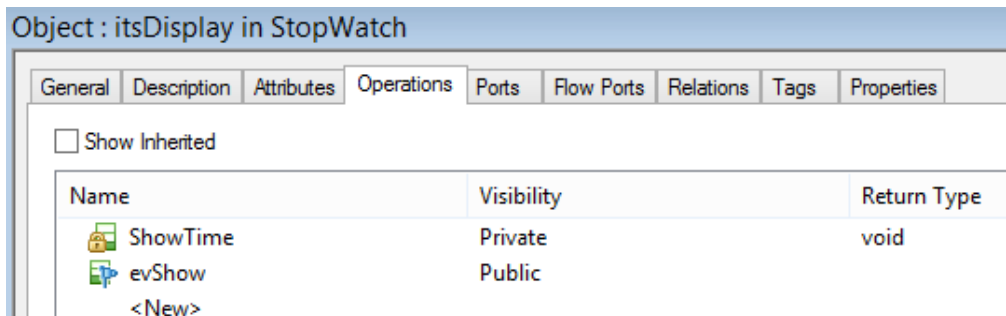 Object : itsDisplay in StopWatch
General Description Attributes Operations Ports Flow Ports Relations Tags Properties
Show Inherited
Name Visibility Return Type
ShowTime Private void
evShow Public
<New>